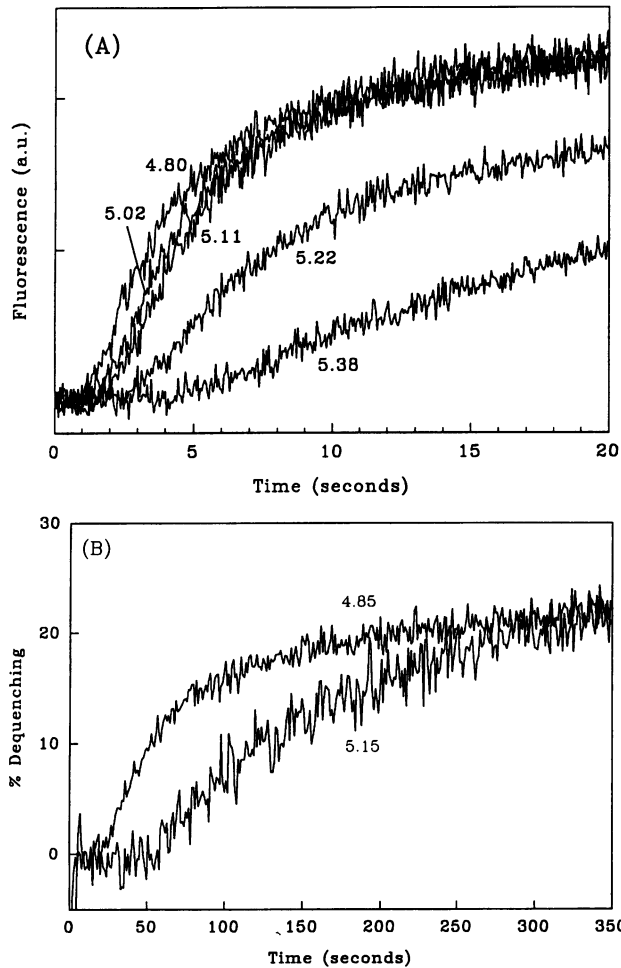 (A)
4.80
5.02
5.11
5.22
5.38
Fluorescence (a.u.)
0 5 10 15 20
Time (seconds)
(B)
30
20
10
0
4.85
5.15
% Dequenching
0 50 100 150 200 250 300 350
Time (seconds)